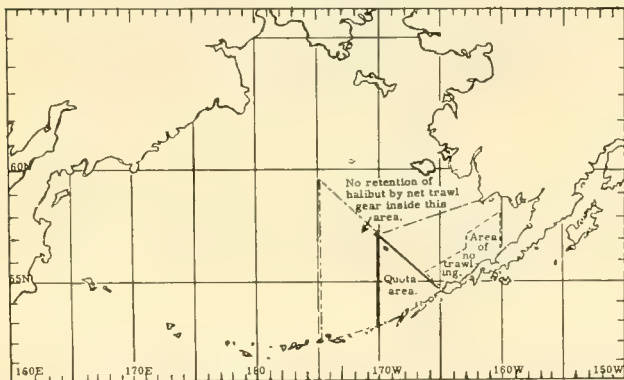 60N
No retention of
halibut by net trawl
gear inside this
area.
Area
of
no
trawl
ing.
Quota
area.
55N
160E
170E
180
170W
160W
150W